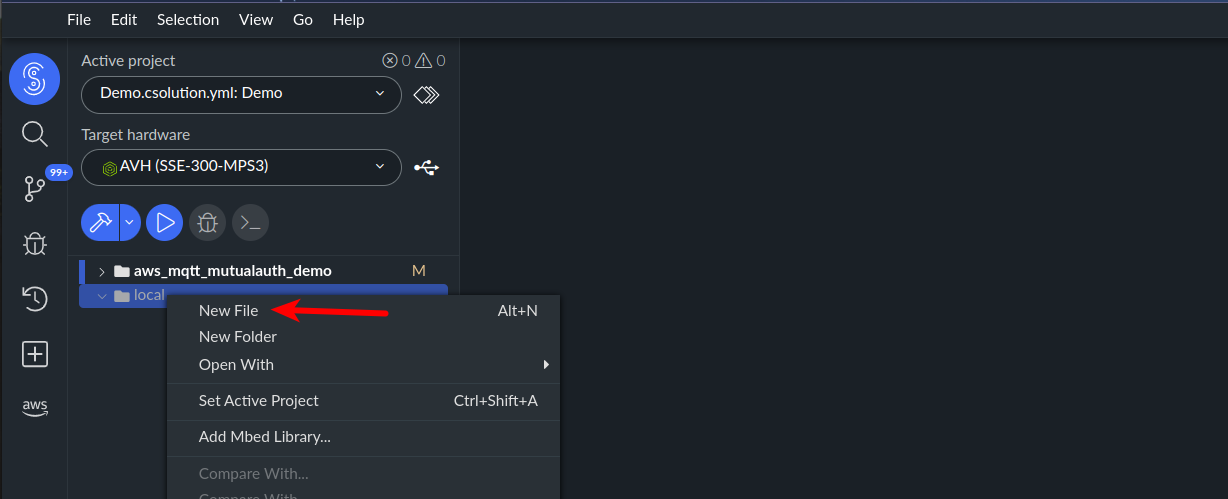 File Edit Selection View Go Help
Active project 0 0
Demo.csolution.yml: Demo
Target hardware
AVH (SSE-300-MPS3)
99+
aws_mqtt_mutualauth_demo M
local
New File Alt+N
New Folder
Open With
Set Active Project Ctrl+Shift+A
Add Mbed Library...
aws
Compare With...
Compare With